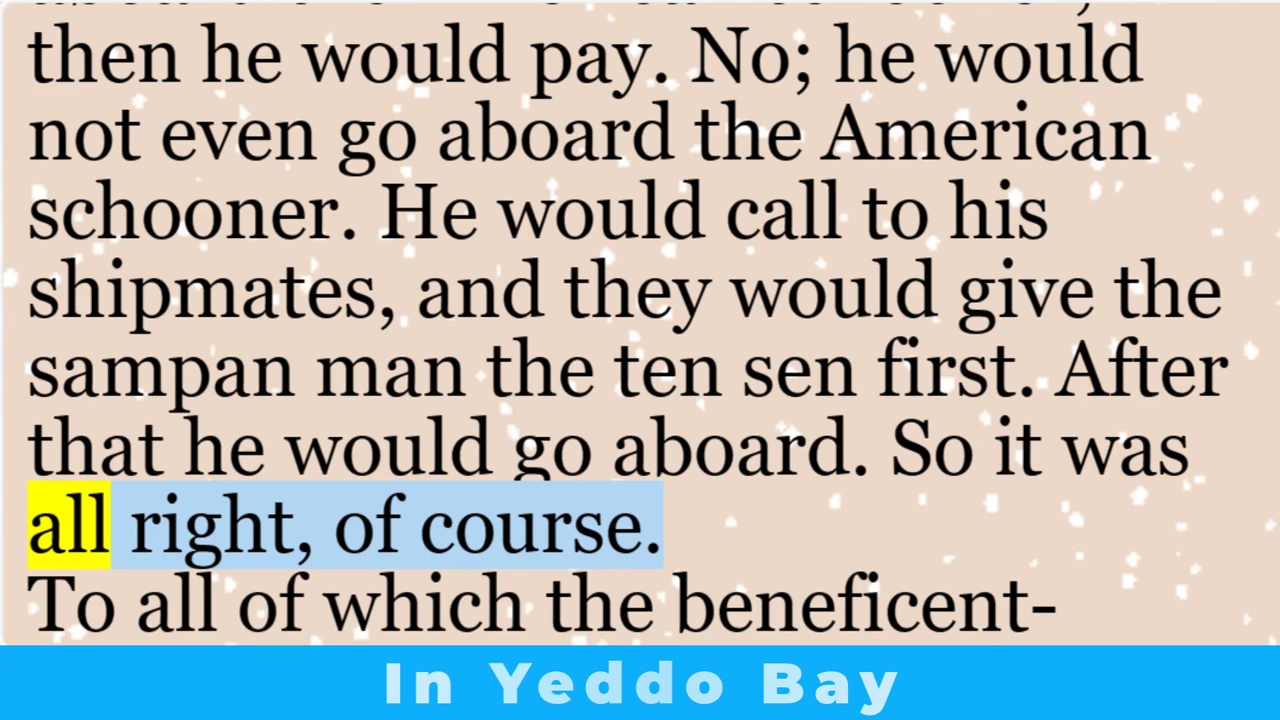 then he would pay. No; he would
not even go aboard the American
schooner. He would call to his
shipmates, and they would give the
sampan man the ten sen first. After
that he would go aboard. So it was
all right, of course.
To all of which the beneficent-
In Yeddo Bay